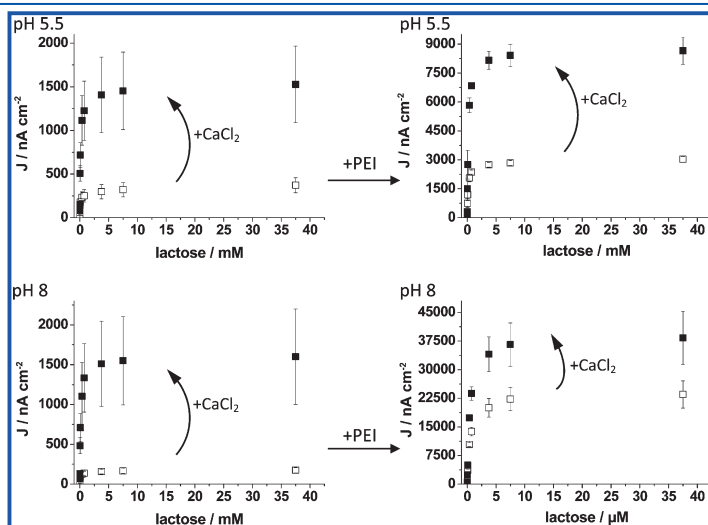 pH 5.5
J / nA cm-2
2000
1500
1000
500
0
+CaCl2
0 5 10 15 20 25 30 35 40
lactose / mM
+PEI
pH 5.5
J / nA cm-2
9000
7500
6000
4500
3000
1500
0
+CaCl2
0 5 10 15 20 25 30 35 40
lactose / mM
pH 8
J / nA cm-2
2000
1500
1000
500
0
+CaCl2
0 5 10 15 20 25 30 35 40
lactose / mM
+PEI
pH 8
J / nA cm-2
45000
37500
30000
22500
15000
7500
0
+CaCl2
0 5 10 15 20 25 30 35 40
lactose / µM